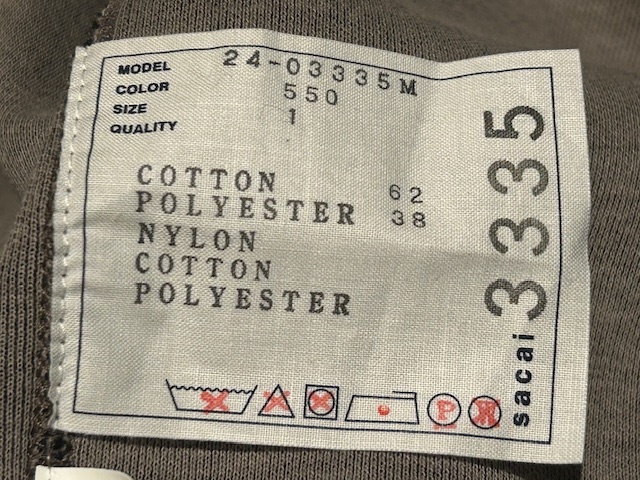 MODEL 24-03335M
COLOR 550
SIZE 1
QUALITY
COTTON 62
POLYESTER 38
NYLON
COTTON
POLYESTER
P
W
sacai 3335